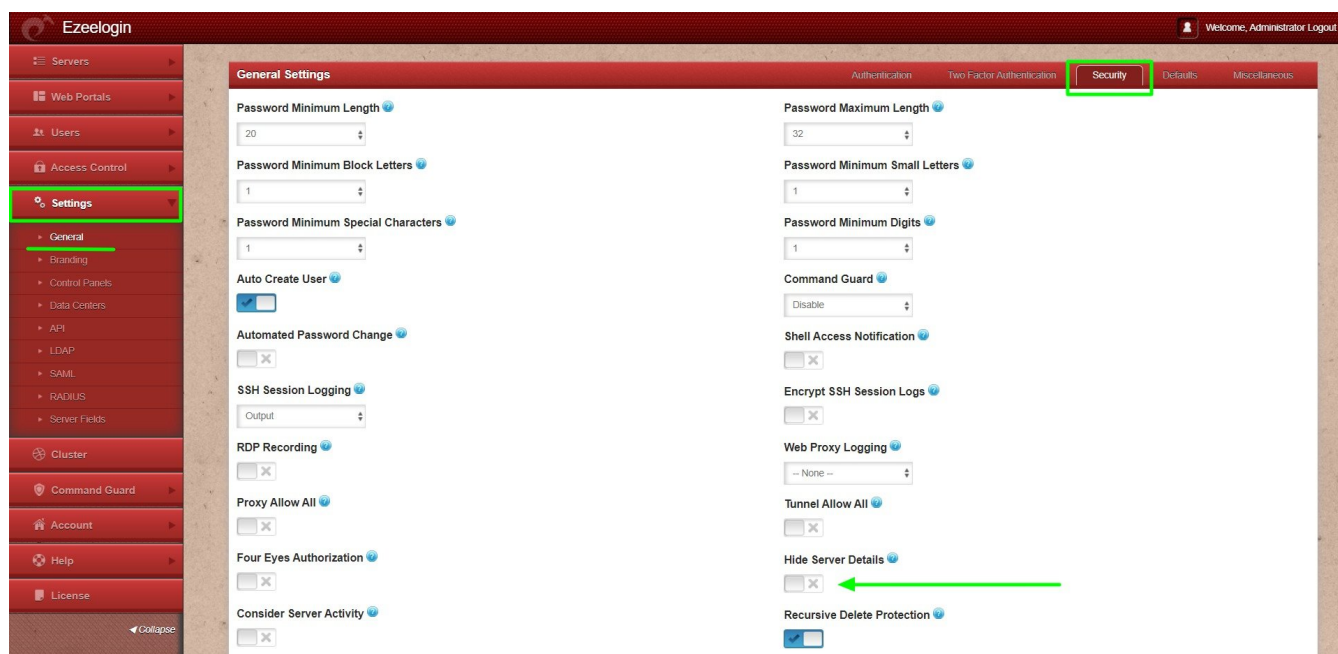 Ezeelogin
Welcome, Administrator Logout
Servers
Web Portals
Users
Access Control
Settings
General
Branding
Control Panels
Data Centers
API
LDAP
SAML
RADIUS
Server Fields
Cluster
Command Guard
Account
Help
License
Collapse
General Settings
Authentication Two Factor Authentication Security Defaults Miscellaneous
Password Minimum Length Password Maximum Length
20 32
Password Minimum Block Letters Password Minimum Small Letters
1 1
Password Minimum Special Characters Password Minimum Digits
1 1
Auto Create User Command Guard
Disable
Automated Password Change Shell Access Notification
SSH Session Logging Encrypt SSH Session Logs
Output
RDP Recording Web Proxy Logging
-- None --
Proxy Allow All Tunnel Allow All
Four Eyes Authorization Hide Server Details
Consider Server Activity Recursive Delete Protection